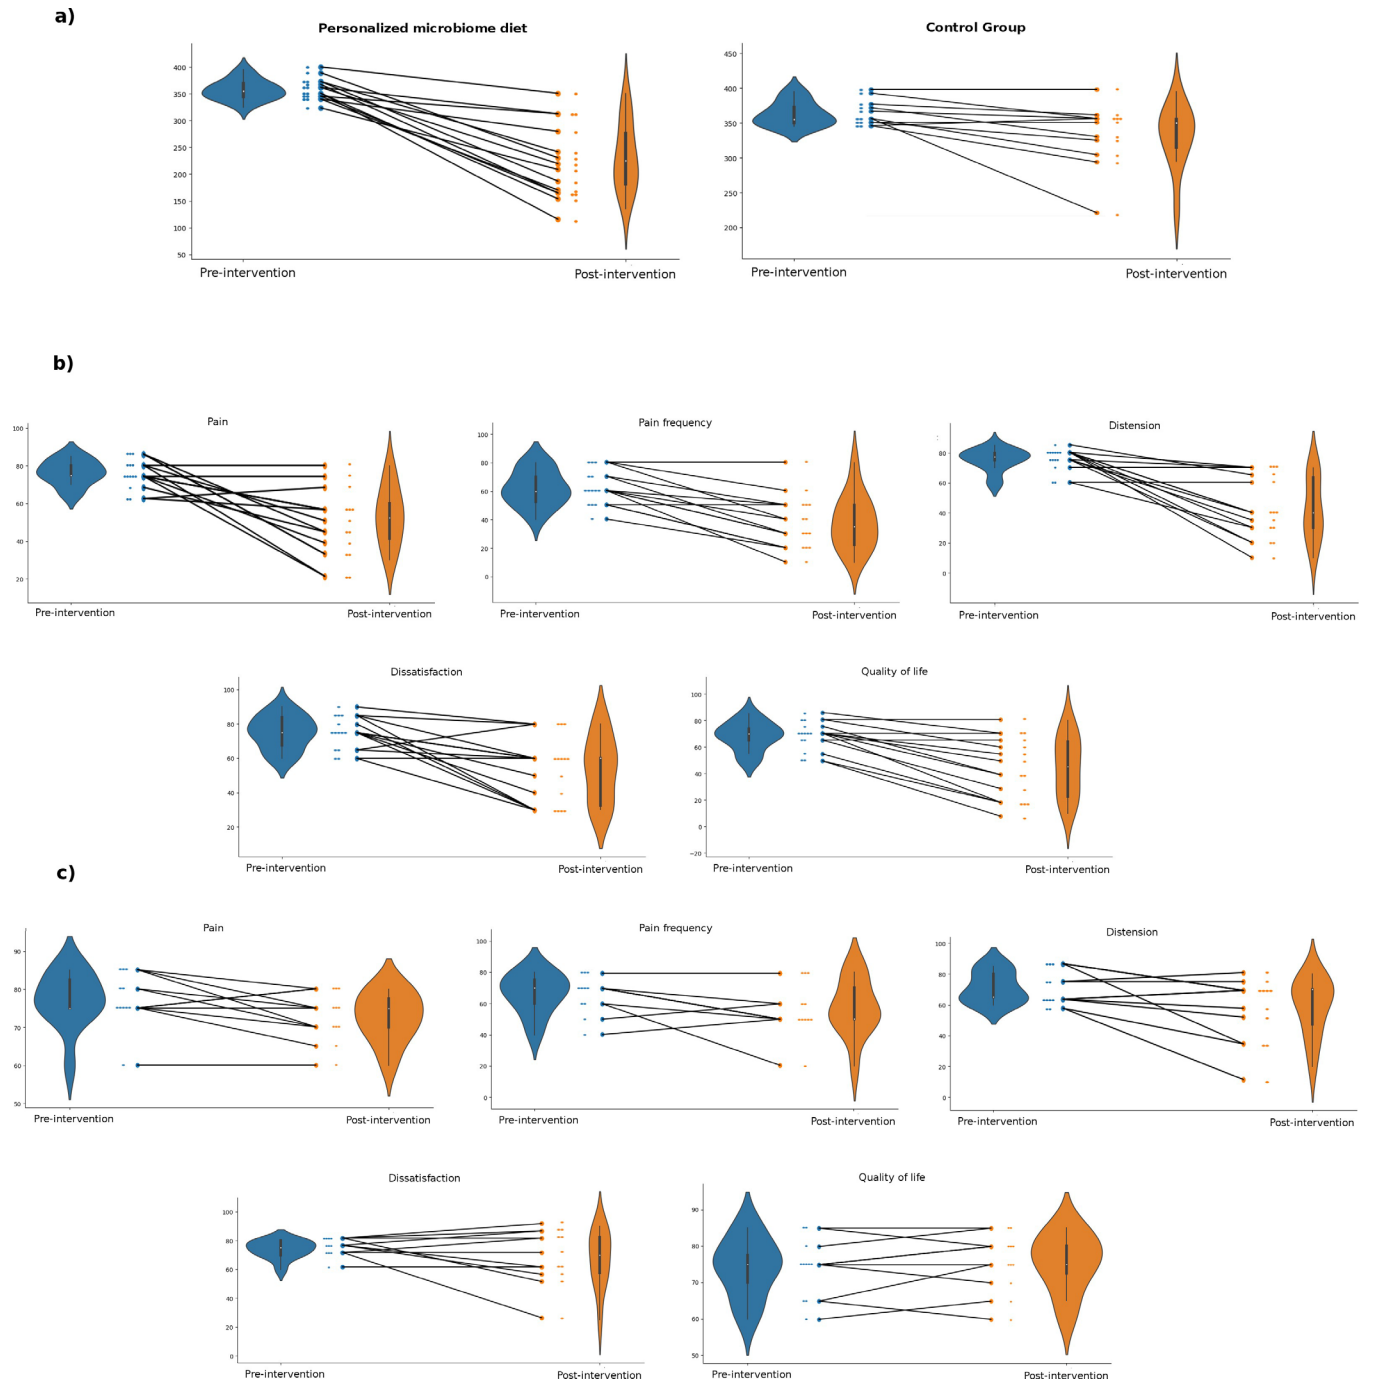 a)
Personalized microbiome diet
400
350
300
250
200
150
100
50
Pre-intervention
Post-intervention
Control Group
450
400
350
300
250
200
Pre-intervention
Post-intervention
b)
Pain
100
80
60
40
20
Pre-intervention
Post-intervention
Pain frequency
100
80
60
40
20
0
Pre-intervention
Post-intervention
Distension
100
80
60
40
20
0
Pre-intervention
Post-intervention
Dissatisfaction
100
80
60
40
20
Pre-intervention
Post-intervention
Quality of life
100
80
60
40
20
0
−20
Pre-intervention
Post-intervention
c)
Pain
90
80
70
60
50
Pre-intervention
Post-intervention
Pain frequency
100
80
60
40
20
0
Pre-intervention
Post-intervention
Distension
100
80
60
40
20
0
Pre-intervention
Post-intervention
Dissatisfaction
100
80
60
40
20
0
Pre-intervention
Post-intervention
Quality of life
90
80
70
60
50
Pre-intervention
Post-intervention